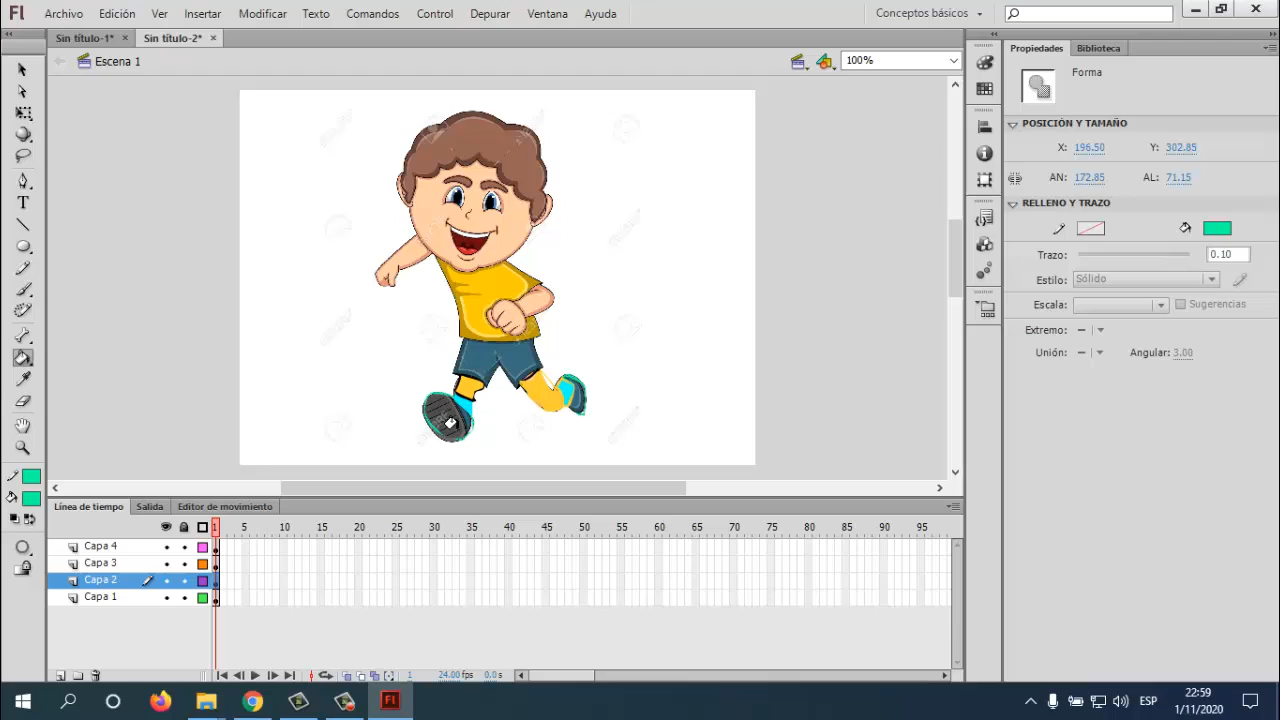 Fl Archivo Edición Ver Insertar Modificar Texto Comandos Control Depurar Ventana Ayuda Conceptos básicos
Sin título-1* × Sin título-2* × Propiedades Biblioteca
Escena 1 100%
Forma
POSICIÓN Y TAMAÑO
X: 196.50 Y: 302.85
AN: 172.85 AL: 71.15
RELLENO Y TRAZO
Trazo: 0.10
Estilo: Sólido
Escala: Sugerencias
Extremo:
Unión: Angular: 3.00
Línea de tiempo Salida Editor de movimiento
1 5 10 15 20 25 30 35 40 45 50 55 60 65 70 75 80 85 90 95
Capa 4
Capa 3
Capa 2
Capa 1
1 24.00fps 0.0s
Fl ESP 22:59
1/11/2020